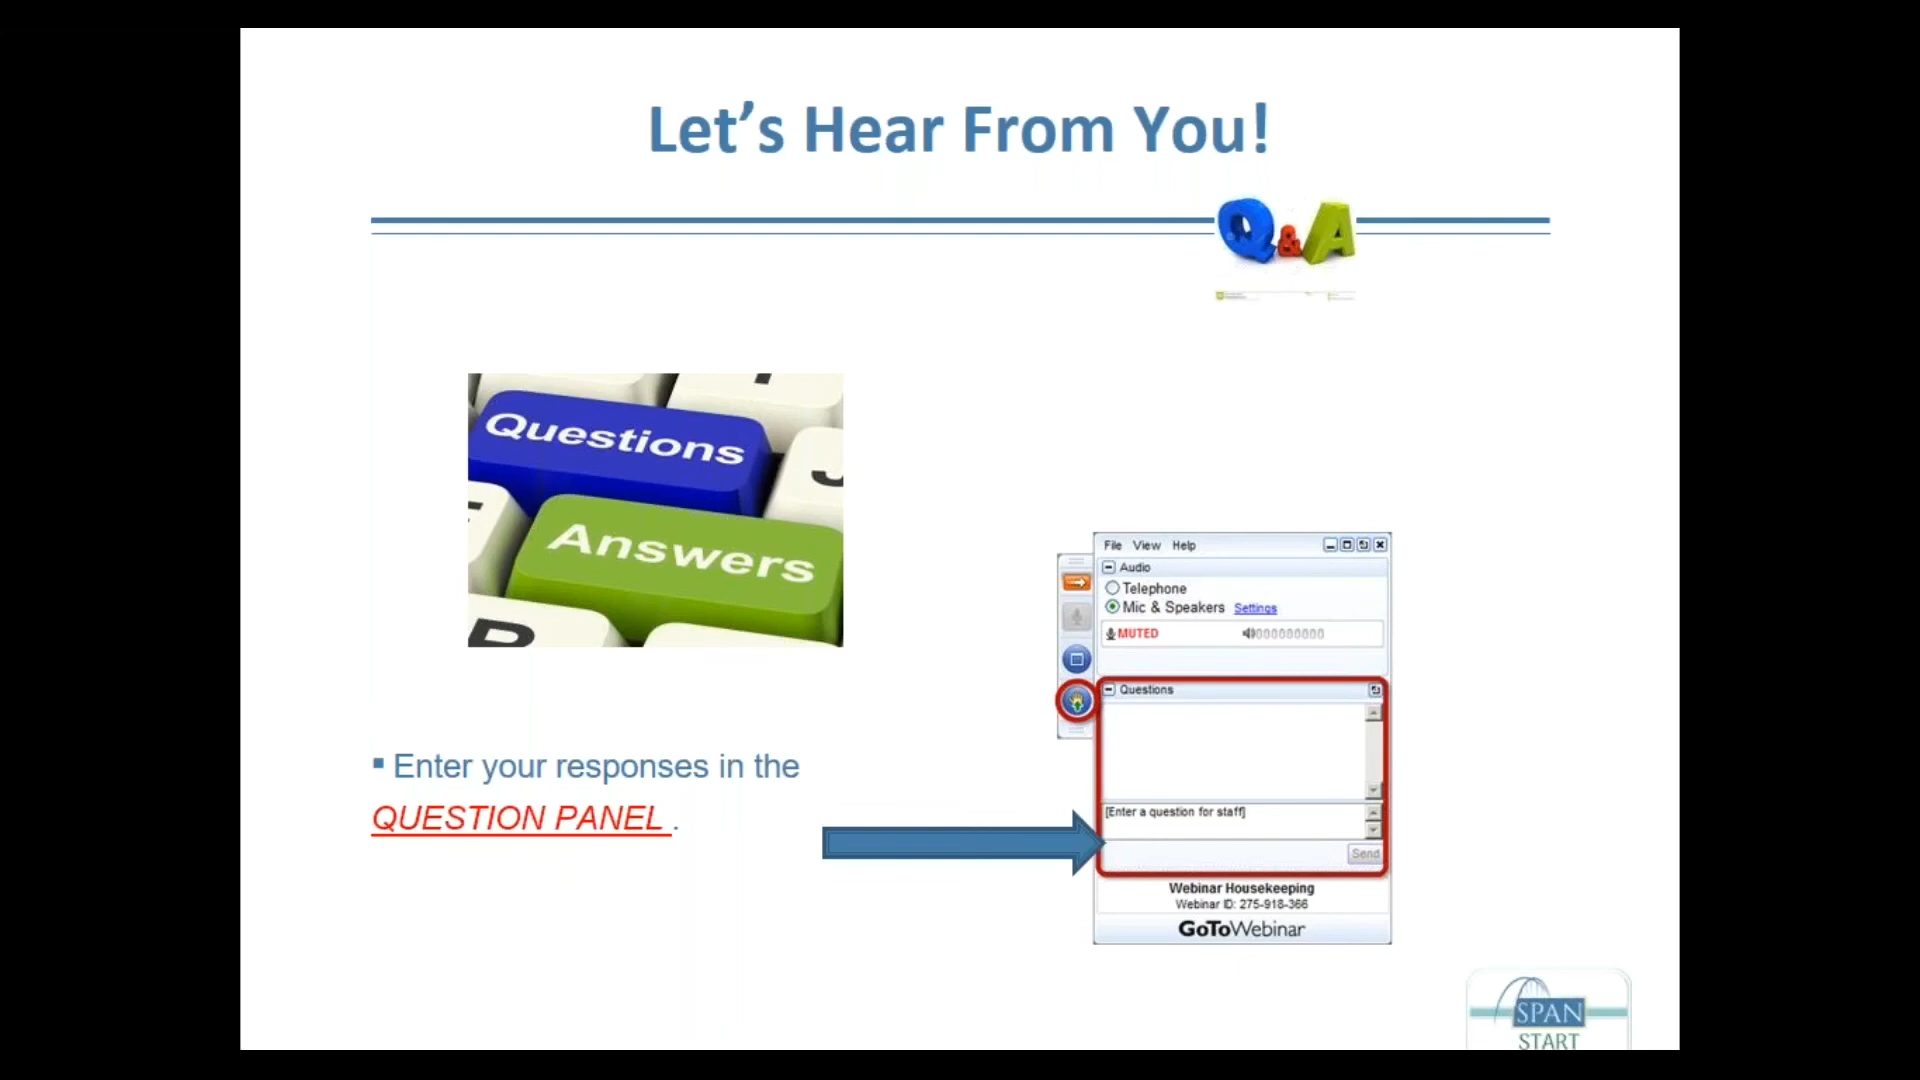 Let's Hear From You!
Q&A
Questions
Answers
J
File View Help
Audio
Telephone
Mic & Speakers Settings
MUTED
Questions
▪ Enter your responses in the
QUESTION PANEL .
[Enter a question for staff]
Send
Webinar Housekeeping
Webinar ID: 275-918-366
GoToWebinar
SPAN
START